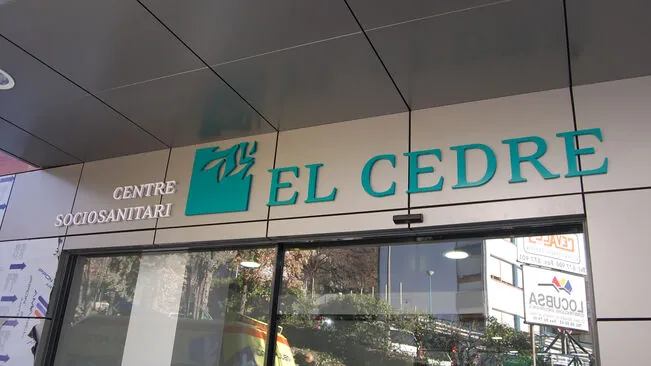 CENTRE
SOCIOSANITARI
EL CEDRE
LOCUBSA